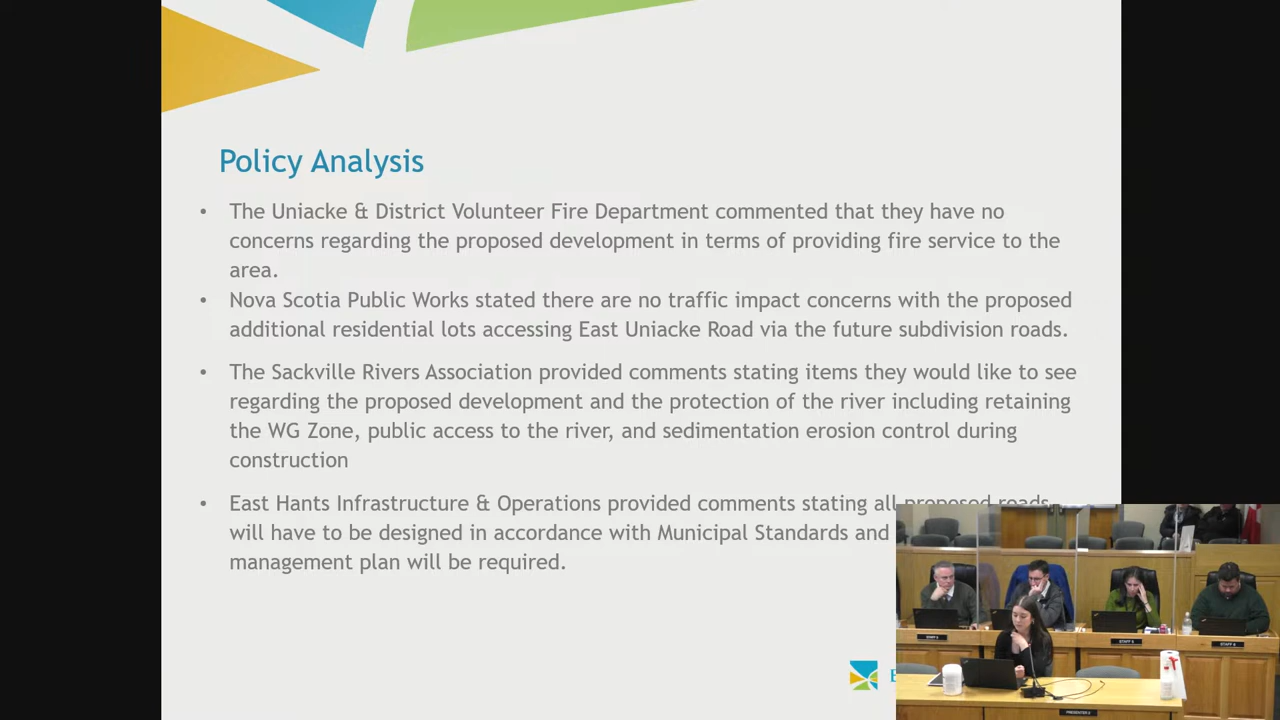 Policy Analysis
• The Uniacke & District Volunteer Fire Department commented that they have no
concerns regarding the proposed development in terms of providing fire service to the
area.
• Nova Scotia Public Works stated there are no traffic impact concerns with the proposed
additional residential lots accessing East Uniacke Road via the future subdivision roads.
• The Sackville Rivers Association provided comments stating items they would like to see
regarding the proposed development and the protection of the river including retaining
the WG Zone, public access to the river, and sedimentation erosion control during
construction
• East Hants Infrastructure & Operations provided comments stating all proposed roads
will have to be designed in accordance with Municipal Standards and
management plan will be required.
STAFF 5
PRESENTER 2